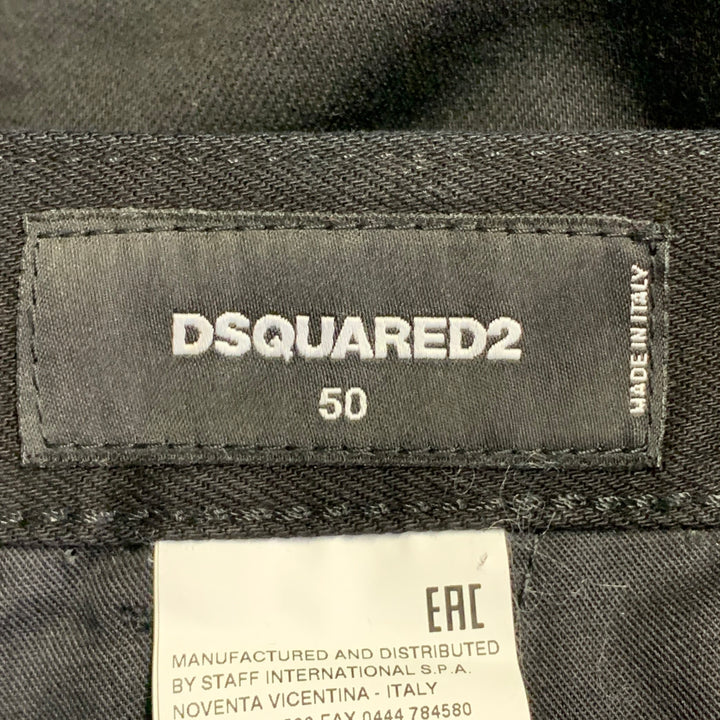 DSQUARED2
50
MADE IN ITALY
EAC
MANUFACTURED AND DISTRIBUTED
BY STAFF INTERNATIONAL S.P.A.
NOVENTA VICENTINA - ITALY
FAX 0444 784580